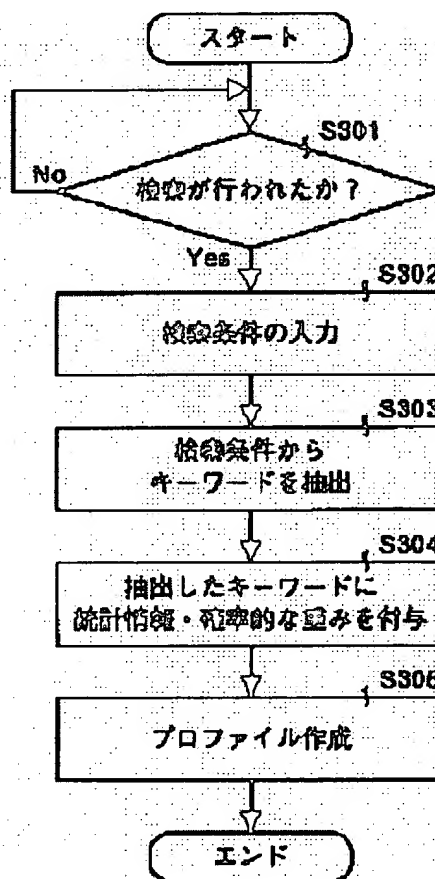 スタート
S301
No
検索が行われたか？
Yes
S302
検索条件の入力
S303
検索条件から
キーワードを抽出
S304
抽出したキーワードに
統計情報・確率的な重みを付与
S305
プロファイル作成
エンド